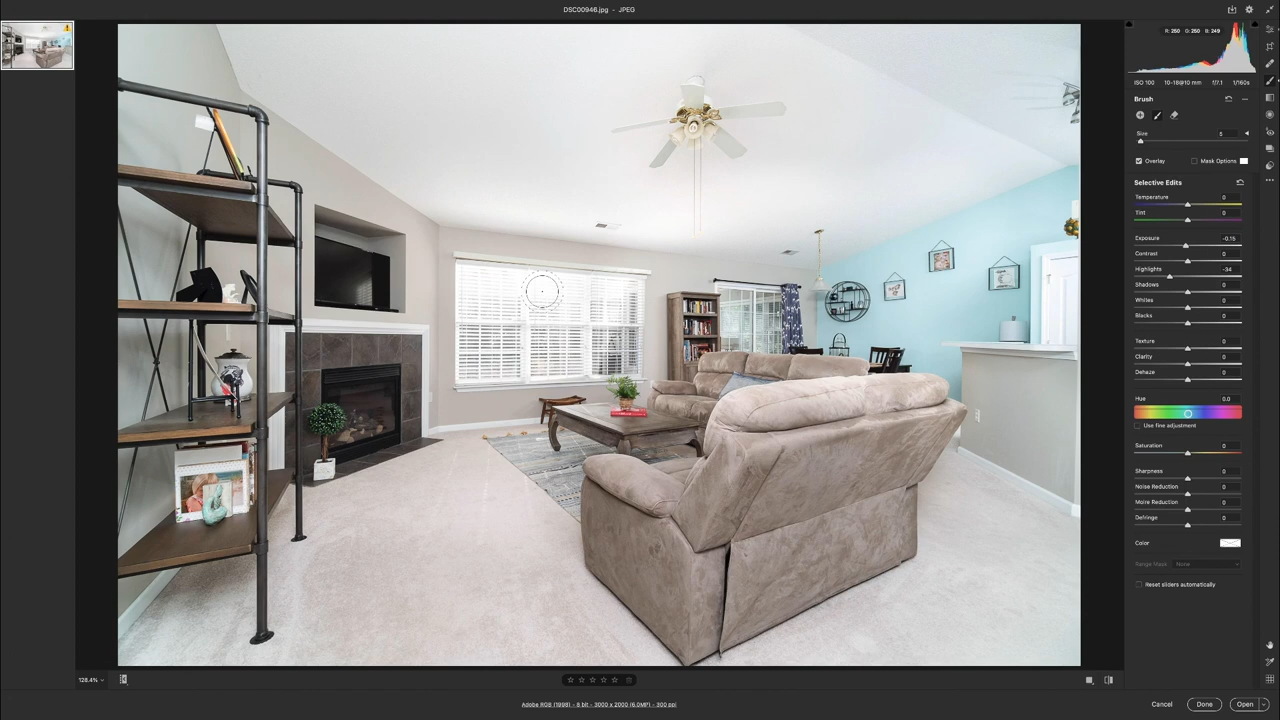 DSC00946.jpg - JPEG
R: 250 G: 250 B: 249
ISO 100 10-18@10 mm f/7.1 1/160s
Brush
Size 5
Overlay Mask Options
Selective Edits
Temperature 0
Tint 0
Exposure -0.15
Contrast 0
Highlights -34
Shadows 0
Whites 0
Blacks 0
Texture 0
Clarity 0
Dehaze 0
Hue 0.0
Use fine adjustment
Saturation 0
Sharpness 0
Noise Reduction 0
Moire Reduction 0
Defringe 0
Color
Range Mask: None
Reset sliders automatically
128.4%
Adobe RGB (1998) - 8 bit - 3000 x 2000 (6.0MP) - 300 ppi
Cancel Done Open